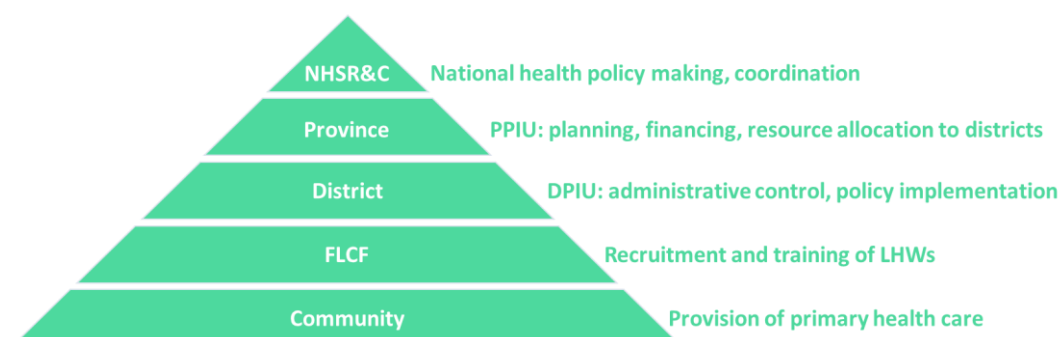 NHSR&C National health policy making, coordination
Province PPIU: planning, financing, resource allocation to districts
District DPIU: administrative control, policy implementation
FLCF Recruitment and training of LHWs
Community Provision of primary health care